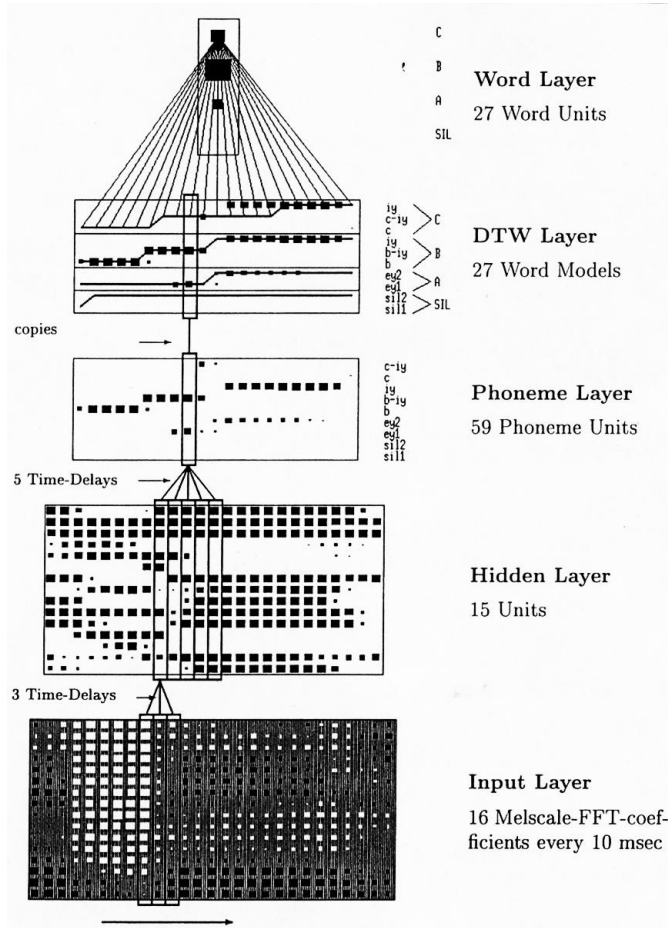 C
B
A
SIL
Word Layer
27 Word Units
iy
c-iy
c
C
iy
b-iy
b
B
ey2
ey1
A
sil2
sil1
SIL
DTW Layer
27 Word Models
copies
c-iy
c
iy
b-iy
b
ey2
ey1
sil2
sil1
Phoneme Layer
59 Phoneme Units
5 Time-Delays
Hidden Layer
15 Units
3 Time-Delays
Input Layer
16 Melscale-FFT-coef-
ficients every 10 msec